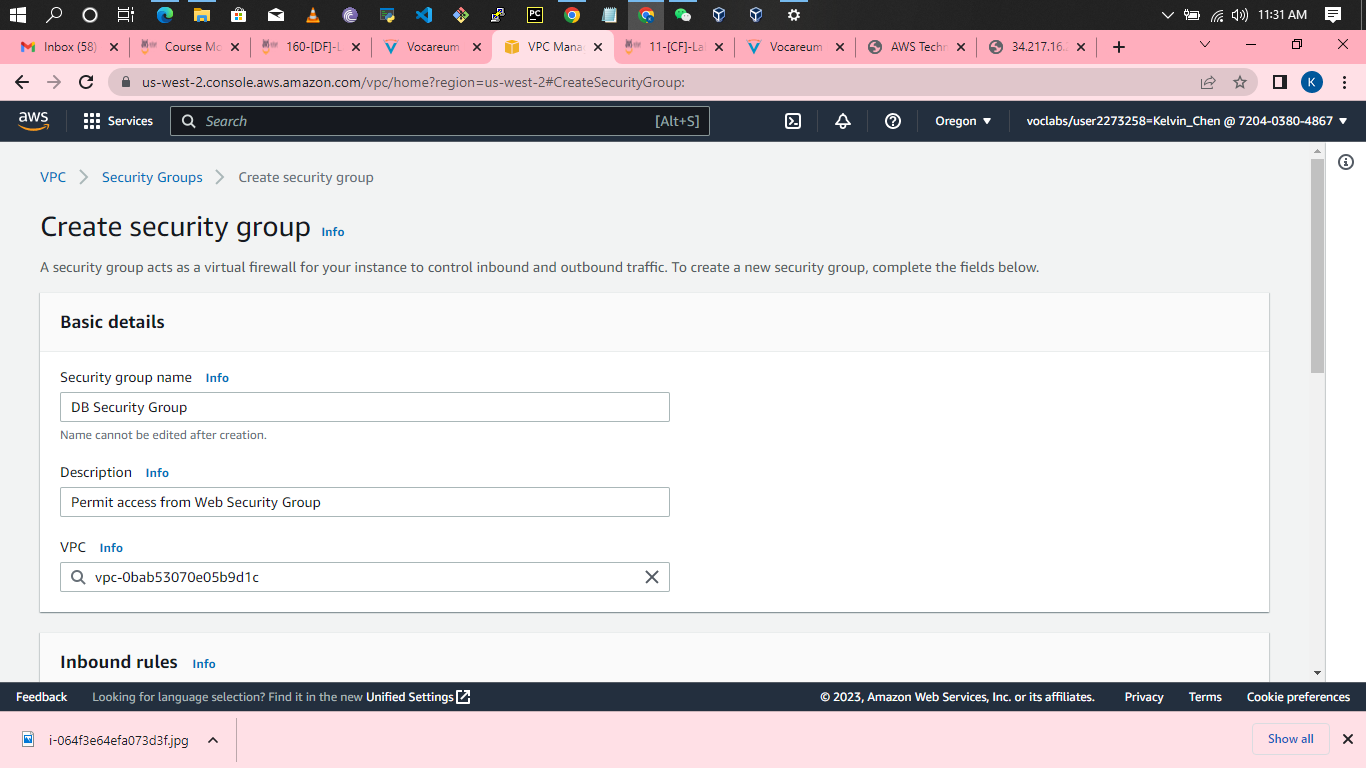 11:31 AM
Inbox (58)
Course Mo
160-[DF]-L
Vocareum
VPC Mana
11-[CF]-La
Vocareum
AWS Techn
34.217.16.
us-west-2.console.aws.amazon.com/vpc/home?region=us-west-2#CreateSecurityGroup:
K
aws
Services
Search
[Alt+S]
Oregon
voclabs/user2273258=Kelvin_Chen @ 7204-0380-4867
VPC
Security Groups
Create security group
Create security group Info
A security group acts as a virtual firewall for your instance to control inbound and outbound traffic. To create a new security group, complete the fields below.
Basic details
Security group name Info
DB Security Group
Name cannot be edited after creation.
Description Info
Permit access from Web Security Group
VPC Info
vpc-0bab53070e05b9d1c
Inbound rules Info
Feedback
Looking for language selection? Find it in the new Unified Settings
© 2023, Amazon Web Services, Inc. or its affiliates.
Privacy
Terms
Cookie preferences
i-064f3e64efa073d3f.jpg
Show all